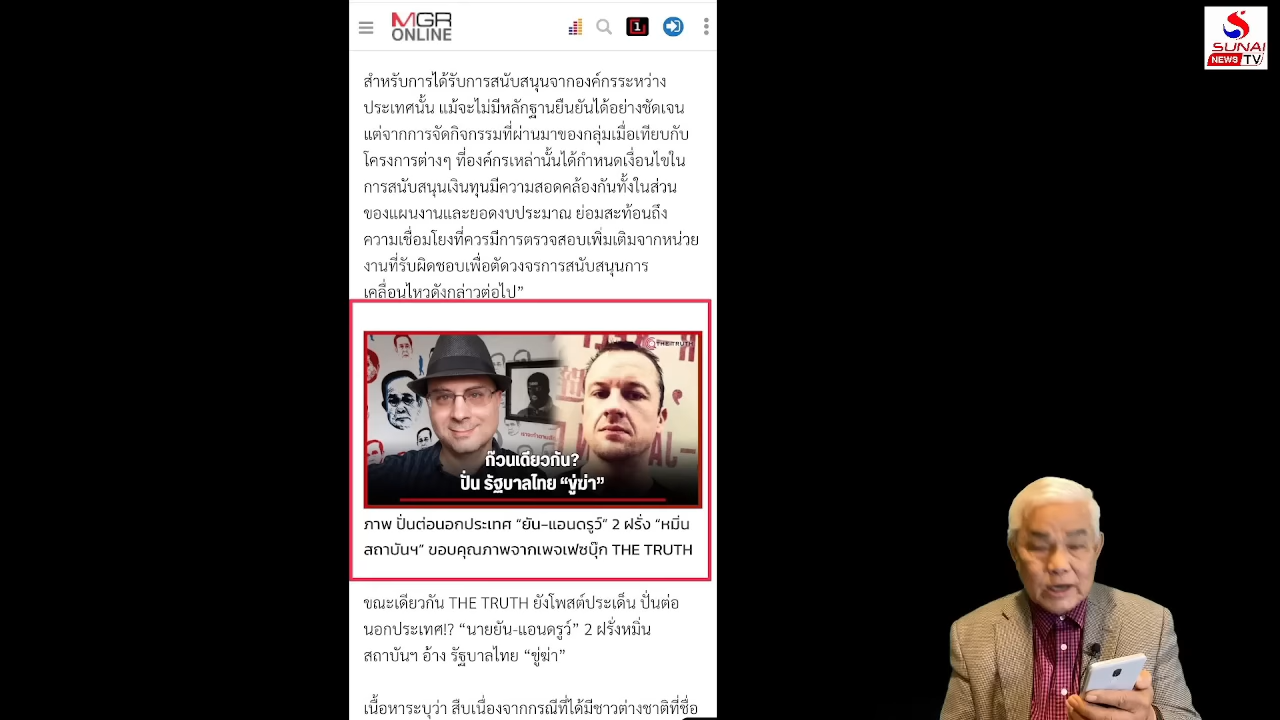 MGR
ONLINE
1
SUNAI
NEWS TV
สำหรับการได้รับการสนับสนุนจากองค์กรระหว่าง
ประเทศนั้น แม้จะไม่มีหลักฐานยืนยันได้อย่างชัดเจน
แต่จากการจัดกิจกรรมที่ผ่านมาของกลุ่มเมื่อเทียบกับ
โครงการต่างๆ ที่องค์กรเหล่านั้นได้กำหนดเงื่อนไขใน
การสนับสนุนเงินทุนมีความสอดคล้องกันทั้งในส่วน
ของแผนงานและยอดงบประมาณ ย่อมสะท้อนถึง
ความเชื่อมโยงที่ควรมีการตรวจสอบเพิ่มเติมจากหน่วย
งานที่รับผิดชอบเพื่อตัดวงจรการสนับสนุนการ
เคลื่อนไหวดังกล่าวต่อไป”
THE TRUTH
ก๊วนเดียวกัน?
ปั่น รัฐบาลไทย “ขู่ฆ่า”
ภาพ ปั่นต่อนอกประเทศ “ยัน-แอนดรูว์” 2 ฝรั่ง “หมิ่น
สถาบันฯ” ขอบคุณภาพจากเพจเฟซบุ๊ก THE TRUTH
ขณะเดียวกัน THE TRUTH ยังโพสต์ประเด็น ปั่นต่อ
นอกประเทศ!? “นายยัน-แอนดรูว์” 2 ฝรั่งหมิ่น
สถาบันฯ อ้าง รัฐบาลไทย “ขู่ฆ่า”
เนื้อหาระบุว่า สืบเนื่องจากกรณีที่ได้มีชาวต่างชาติที่ชื่อ